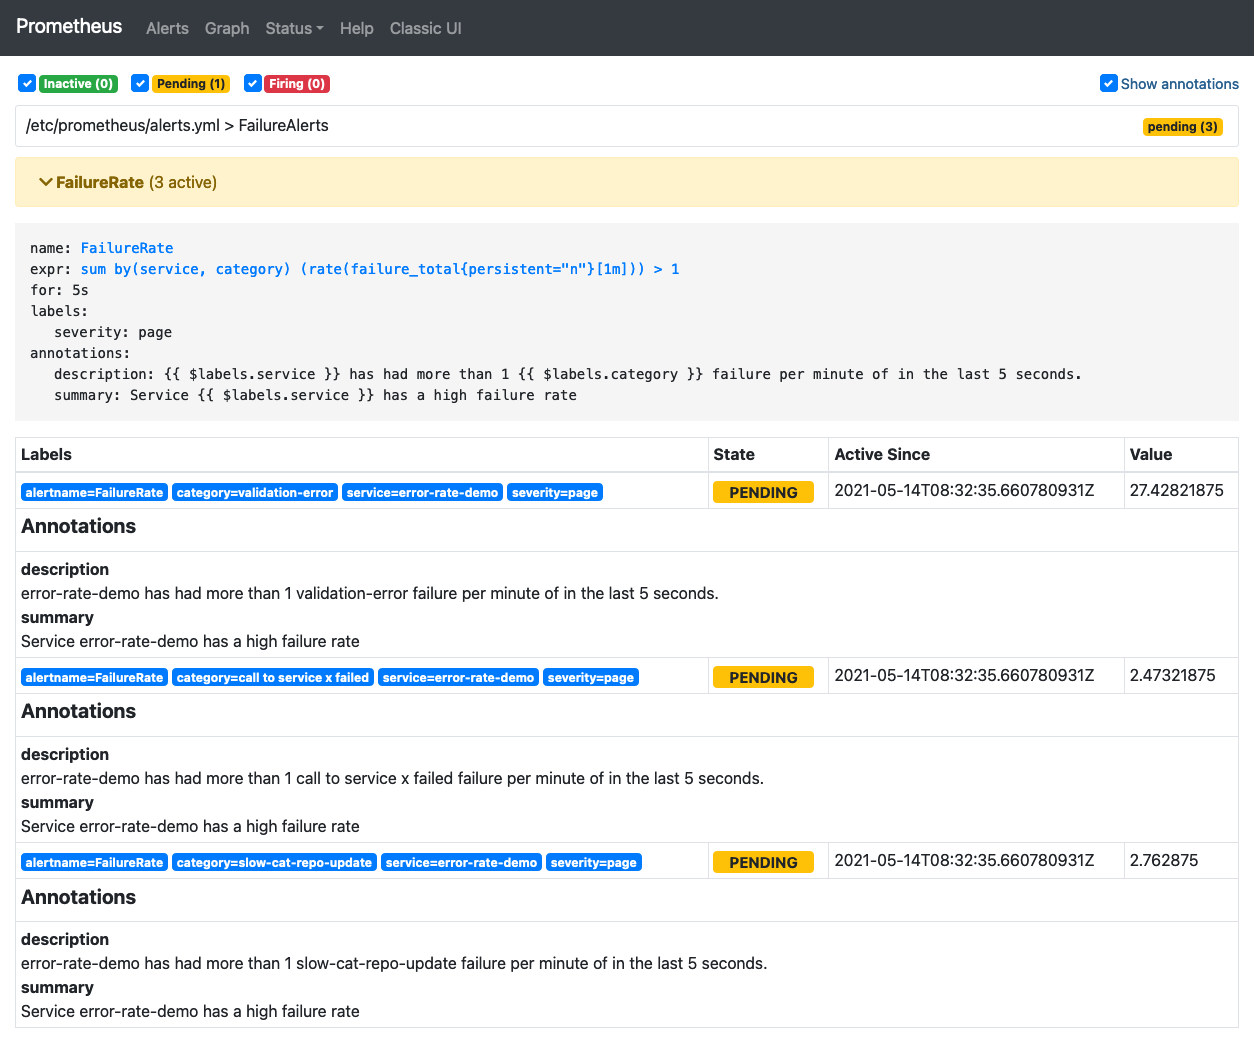 Prometheus Alerts Graph Status Help Classic UI
Inactive (0) Pending (1) Firing (0) Show annotations
/etc/prometheus/alerts.yml > FailureAlerts pending (3)
FailureRate (3 active)
name: FailureRate
expr: sum by(service, category) (rate(failure_total{persistent="n"}[1m])) > 1
for: 5s
labels:
severity: page
annotations:
description: {{ $labels.service }} has had more than 1 {{ $labels.category }} failure per minute of in the last 5 seconds.
summary: Service {{ $labels.service }} has a high failure rate
Labels State Active Since Value
alertname=FailureRate category=validation-error service=error-rate-demo severity=page PENDING 2021-05-14T08:32:35.660780931Z 27.42821875
Annotations
description
error-rate-demo has had more than 1 validation-error failure per minute of in the last 5 seconds.
summary
Service error-rate-demo has a high failure rate
alertname=FailureRate category=call to service x failed service=error-rate-demo severity=page PENDING 2021-05-14T08:32:35.660780931Z 2.47321875
Annotations
description
error-rate-demo has had more than 1 call to service x failed failure per minute of in the last 5 seconds.
summary
Service error-rate-demo has a high failure rate
alertname=FailureRate category=slow-cat-repo-update service=error-rate-demo severity=page PENDING 2021-05-14T08:32:35.660780931Z 2.762875
Annotations
description
error-rate-demo has had more than 1 slow-cat-repo-update failure per minute of in the last 5 seconds.
summary
Service error-rate-demo has a high failure rate